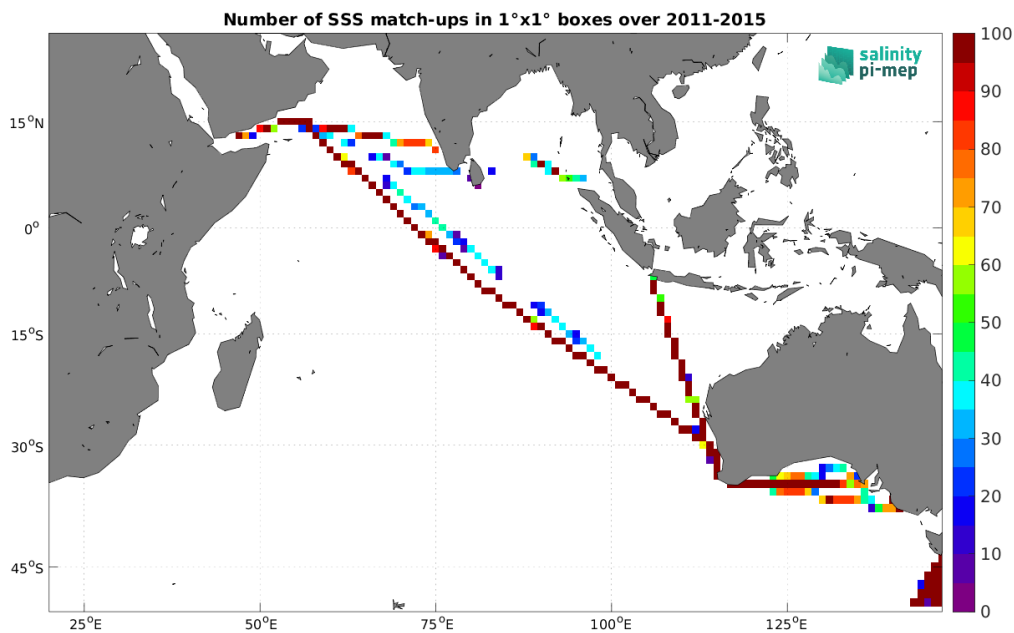 Number of SSS match-ups in 1°x1° boxes over 2011-2015
salinity
pi-mep
15°N
0°
15°S
30°S
45°S
25°E
50°E
75°E
100°E
125°E
100
90
80
70
60
50
40
30
20
10
0